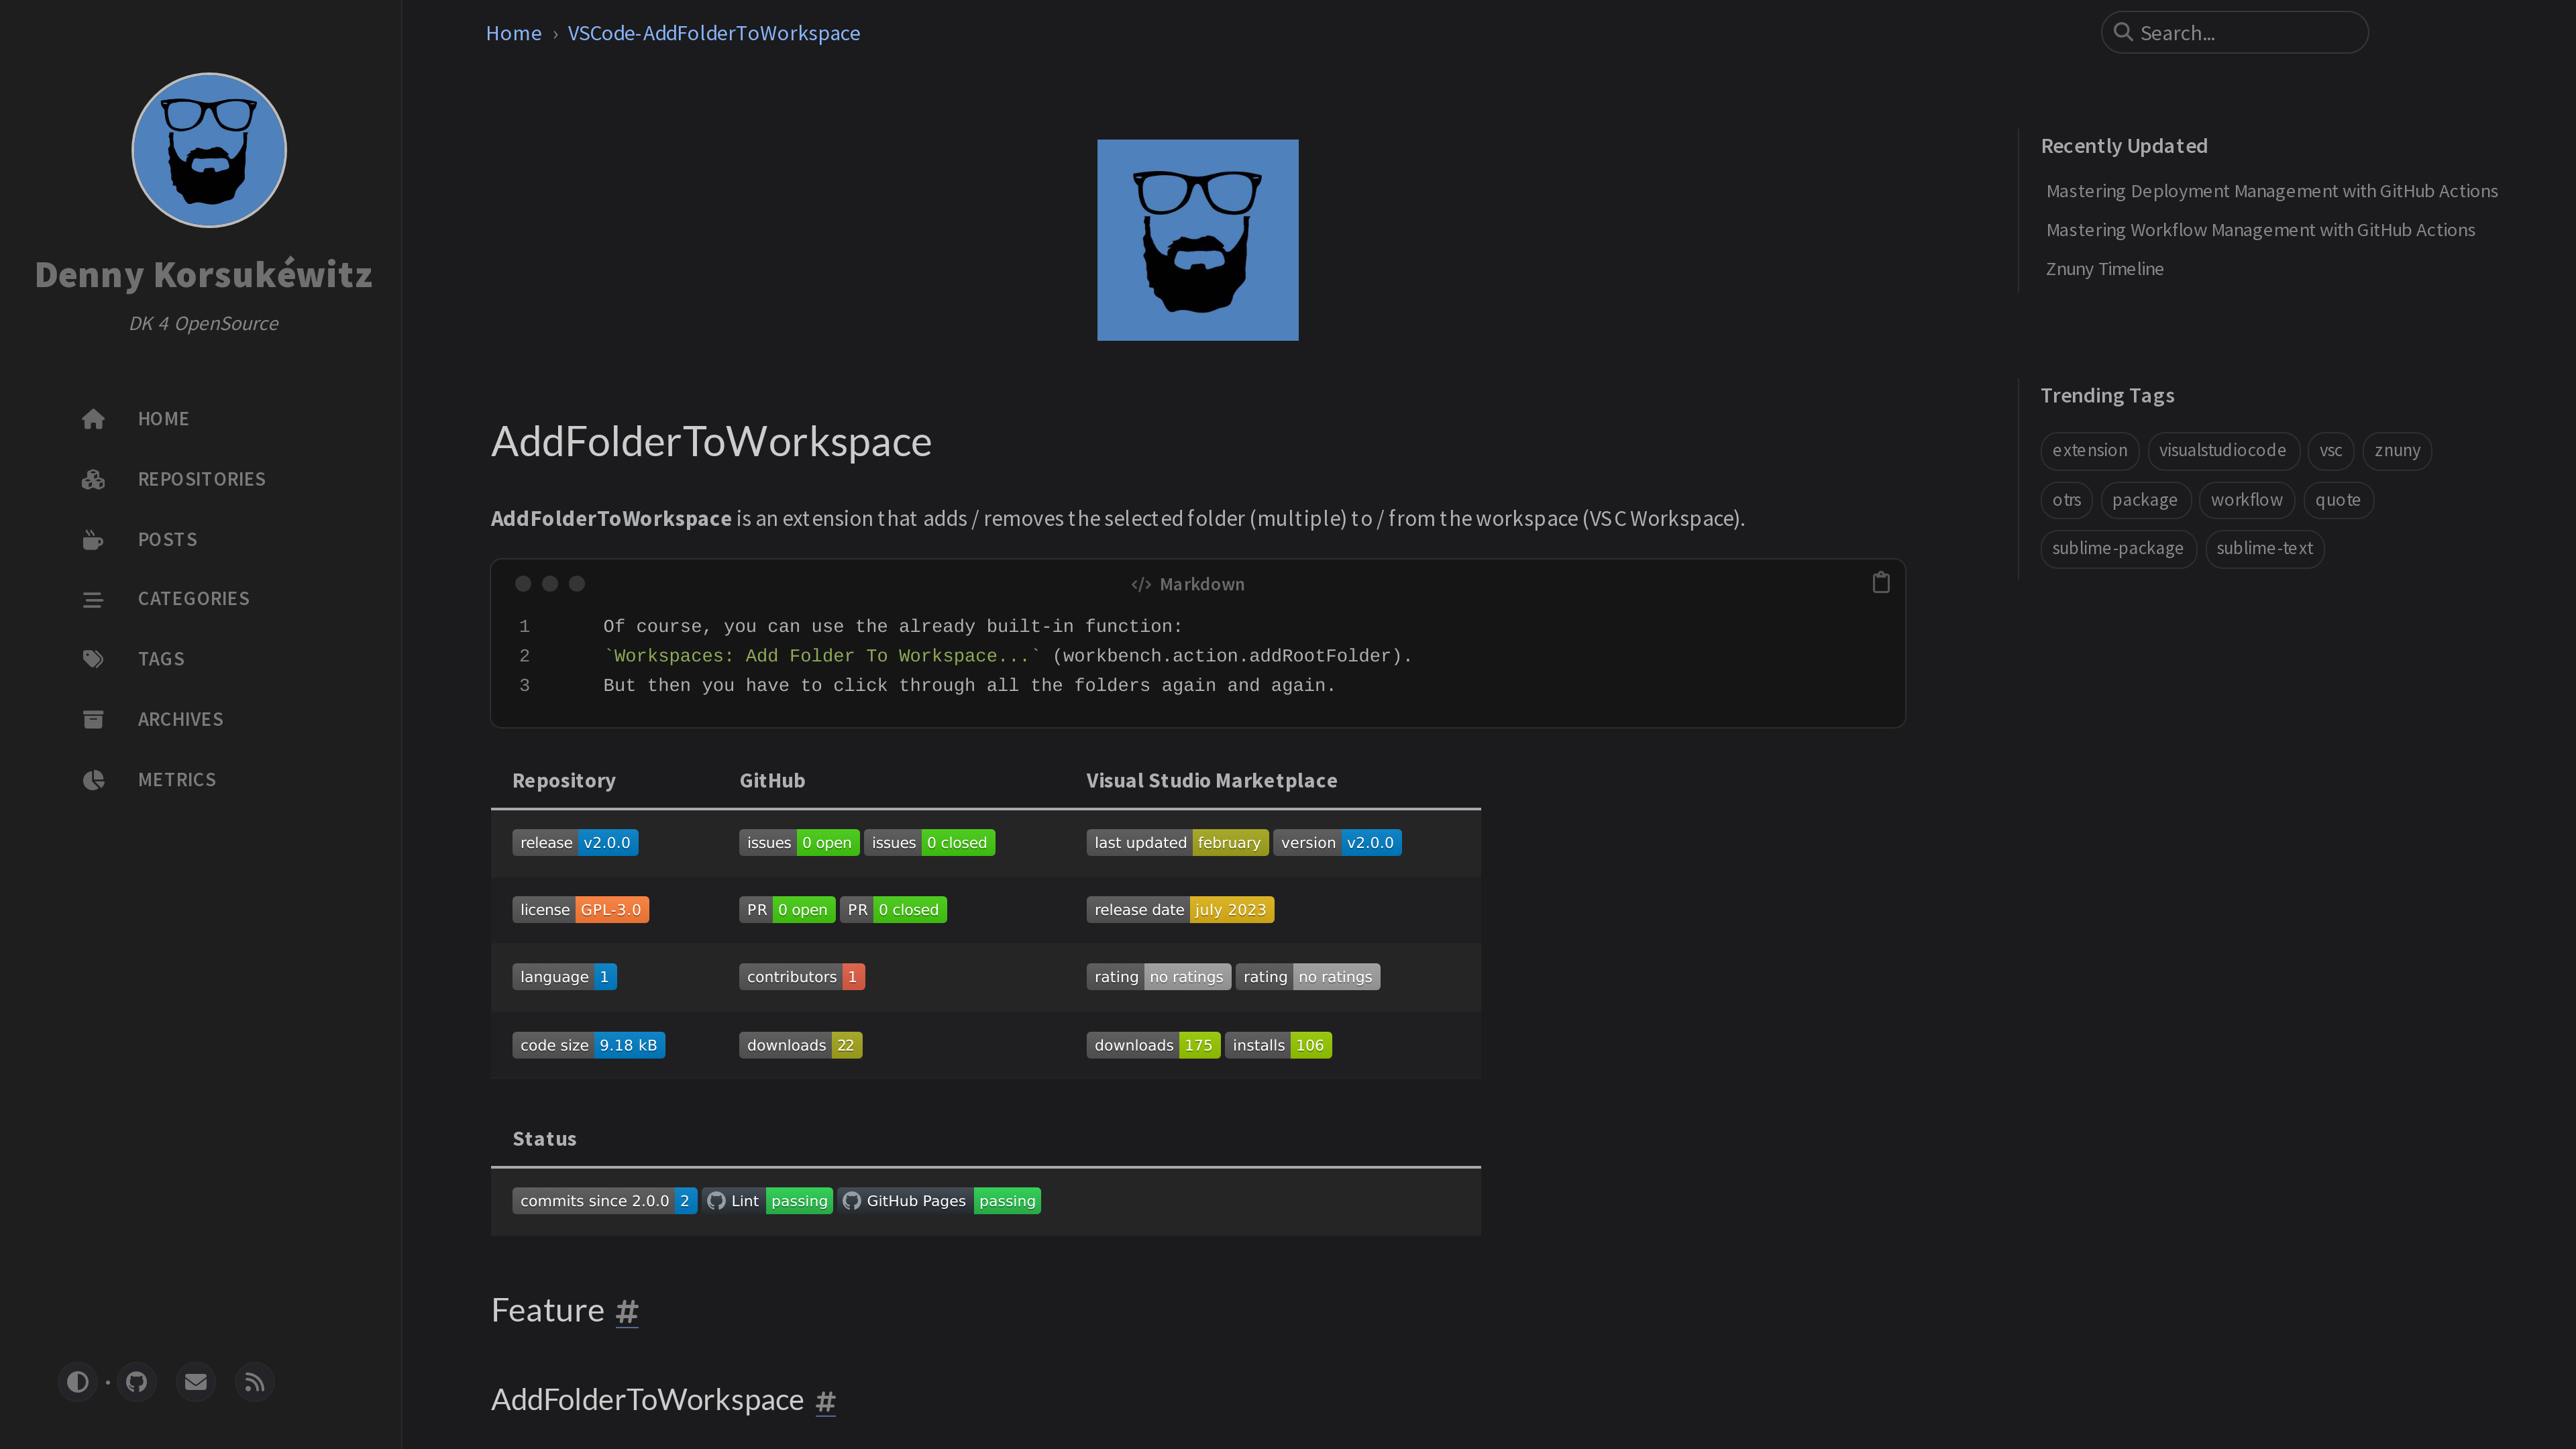 Denny Korsukéwitz
DK 4 OpenSource
HOME
REPOSITORIES
POSTS
CATEGORIES
TAGS
ARCHIVES
METRICS
Home › VSCode-AddFolderToWorkspace
Search...
AddFolderToWorkspace
AddFolderToWorkspace is an extension that adds / removes the selected folder (multiple) to / from the workspace (VSC Workspace).
Markdown
1 Of course, you can use the already built-in function:
2 `Workspaces: Add Folder To Workspace...` (workbench.action.addRootFolder).
3 But then you have to click through all the folders again and again.
Repository GitHub Visual Studio Marketplace
release v2.0.0 issues 0 open issues 0 closed last updated february version v2.0.0
license GPL-3.0 PR 0 open PR 0 closed release date july 2023
language 1 contributors 1 rating no ratings rating no ratings
code size 9.18 kB downloads 22 downloads 175 installs 106
Status
commits since 2.0.0 2 Lint passing GitHub Pages passing
Feature #
AddFolderToWorkspace #
Recently Updated
Mastering Deployment Management with GitHub Actions
Mastering Workflow Management with GitHub Actions
Znuny Timeline
Trending Tags
extension visualstudiocode vsc znuny
otrs package workflow quote
sublime-package sublime-text